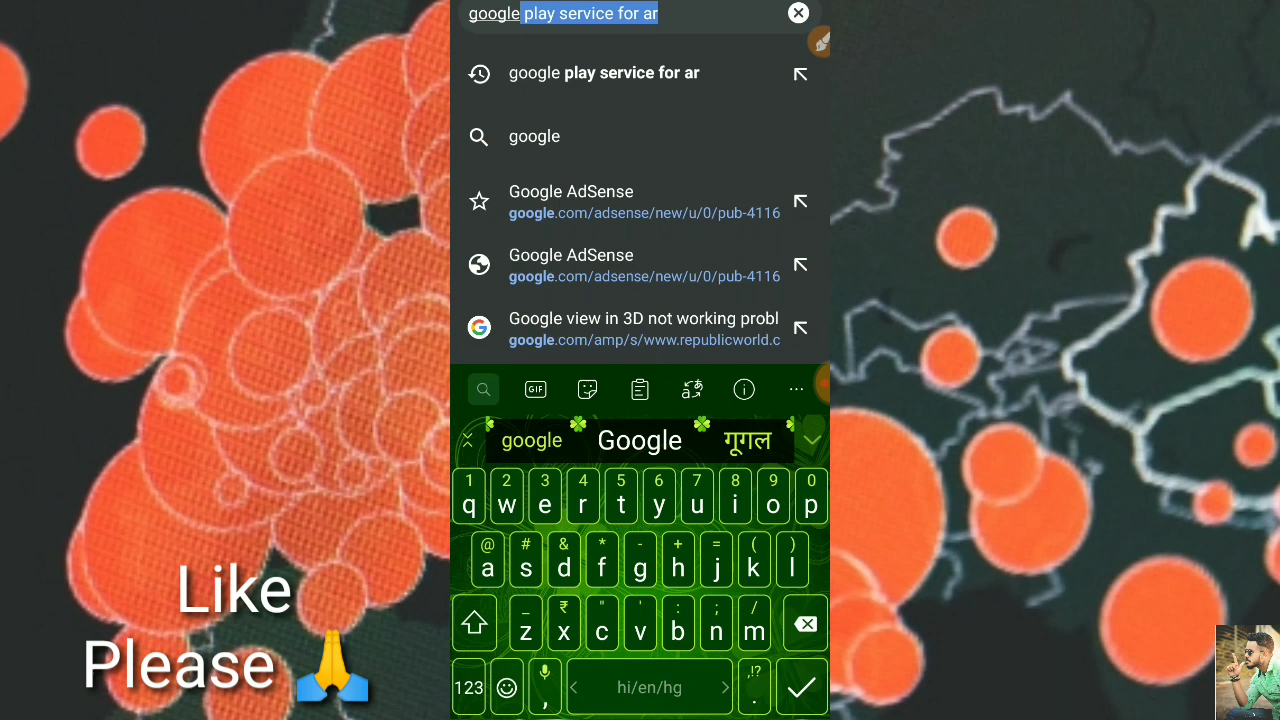 google play service for ar
google play service for ar
google
Google AdSense
google.com/adsense/new/u/0/pub-4116
Google AdSense
google.com/adsense/new/u/0/pub-4116
Google view in 3D not working probl
google.com/amp/s/www.republicworld.c
GIF
google Google गूगल
1 2 3 4 5 6 7 8 9 0
q w e r t y u i o p
@ # & * - + = ( )
a s d f g h j k l
_ ₹ " ' : ; /
z x c v b n m
,!?
123 , hi/en/hg .
Like
Please 🙏